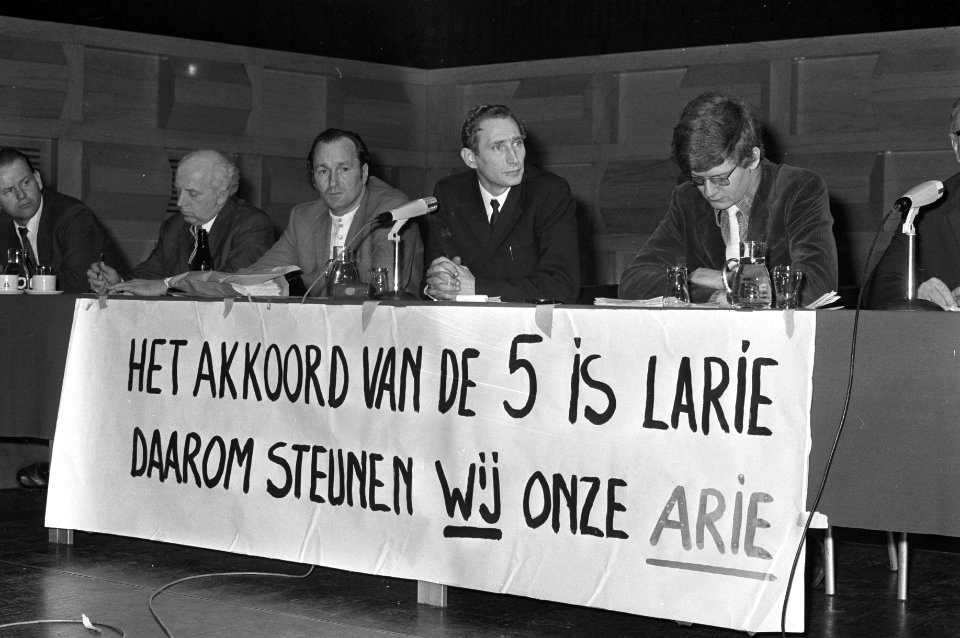 HET AKKOORD VAN DE 5 iS LARiE
DAAROM STEUNEN WIJ ONZE ARiE